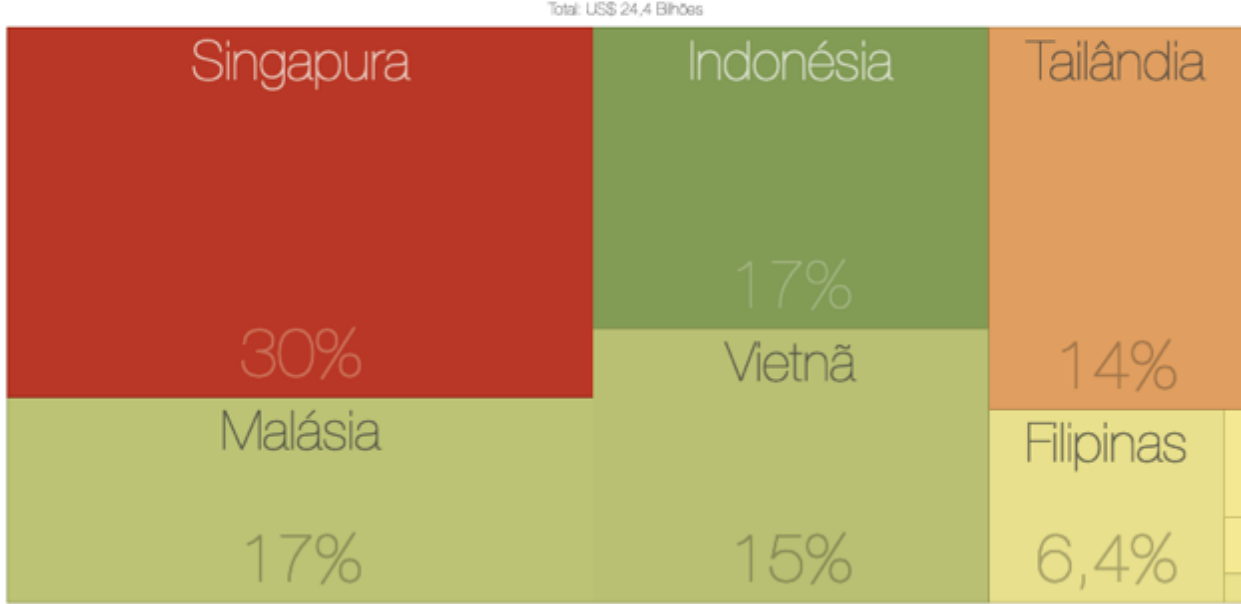 Total: US$ 24,4 Bilhões
Singapura
30%
Malásia
17%
Indonésia
17%
Vietnã
15%
Tailândia
14%
Filipinas
6,4%